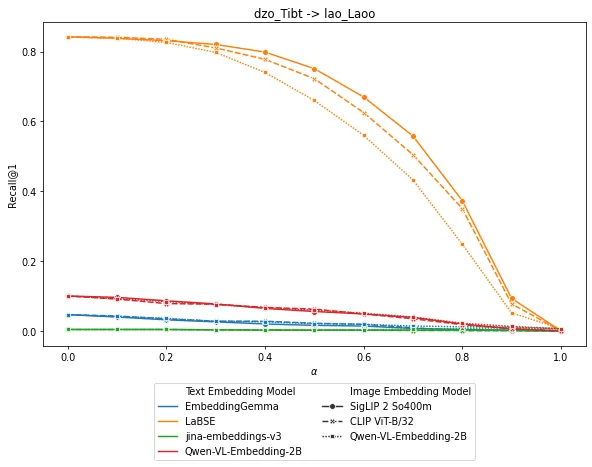 dzo_Tibt -> lao_Laoo
Recall@1
0.8
0.6
0.4
0.2
0.0
0.0 0.2 0.4 0.6 0.8 1.0
α
Text Embedding Model Image Embedding Model
EmbeddingGemma SigLIP 2 So400m
LaBSE CLIP ViT-B/32
jina-embeddings-v3 Qwen-VL-Embedding-2B
Qwen-VL-Embedding-2B